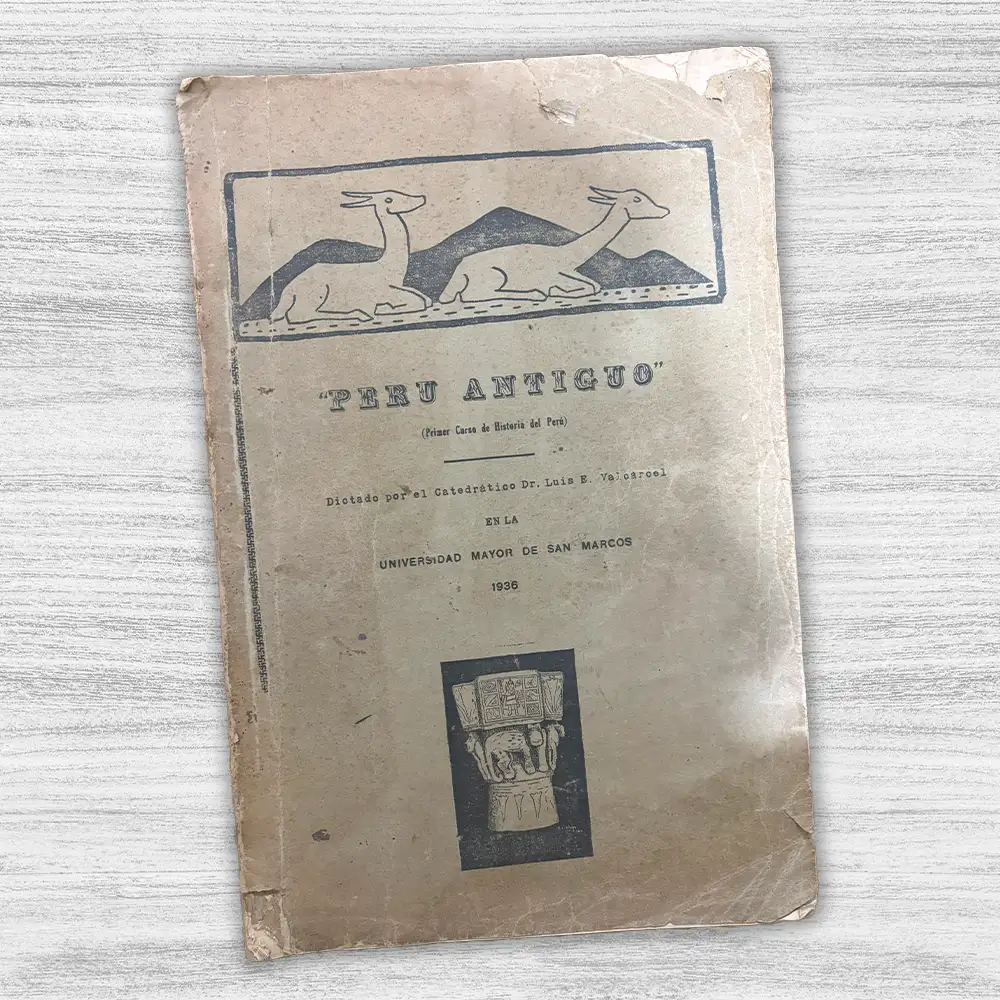 "PERU ANTIGUO"
(Primer Curso de Historia del Perú)
Dictado por el Catedrático Dr. Luis E. Valcárcel
EN LA
UNIVERSIDAD MAYOR DE SAN MARCOS
1936